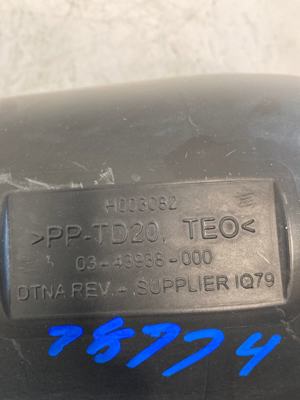 H003082
>PP-TD20, TEO<
03-43938-000
DTNA REV. - SUPPLIER IQ79
78774